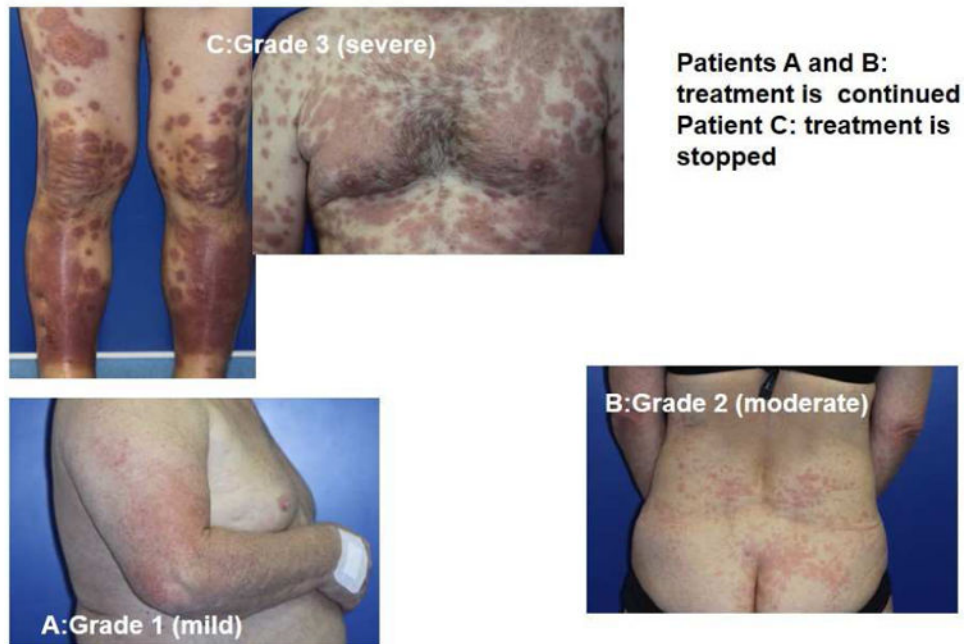 C:Grade 3 (severe)
Patients A and B:
treatment is  continued
Patient C: treatment is
stopped
B:Grade 2 (moderate)
A:Grade 1 (mild)